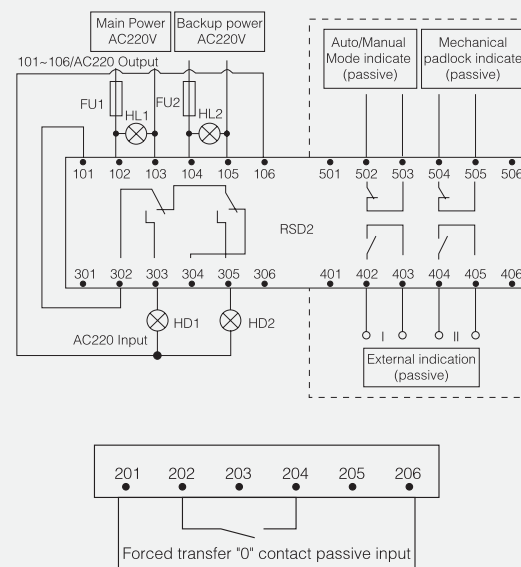 Main Power
AC220V
Backup power
AC220V
Auto/Manual
Mode indicate
(passive)
Mechanical
padlock indicate
(passive)
101~106/AC220 Output
FU1
HL1
FU2
HL2
101 102 103 104 105 106 501 502 503 504 505 506
RSD2
301 302 303 304 305 306 401 402 403 404 405 406
HD1
HD2
AC220 Input
I
II
External indication
(passive)
201 202 203 204 205 206
Forced transfer "0" contact passive input